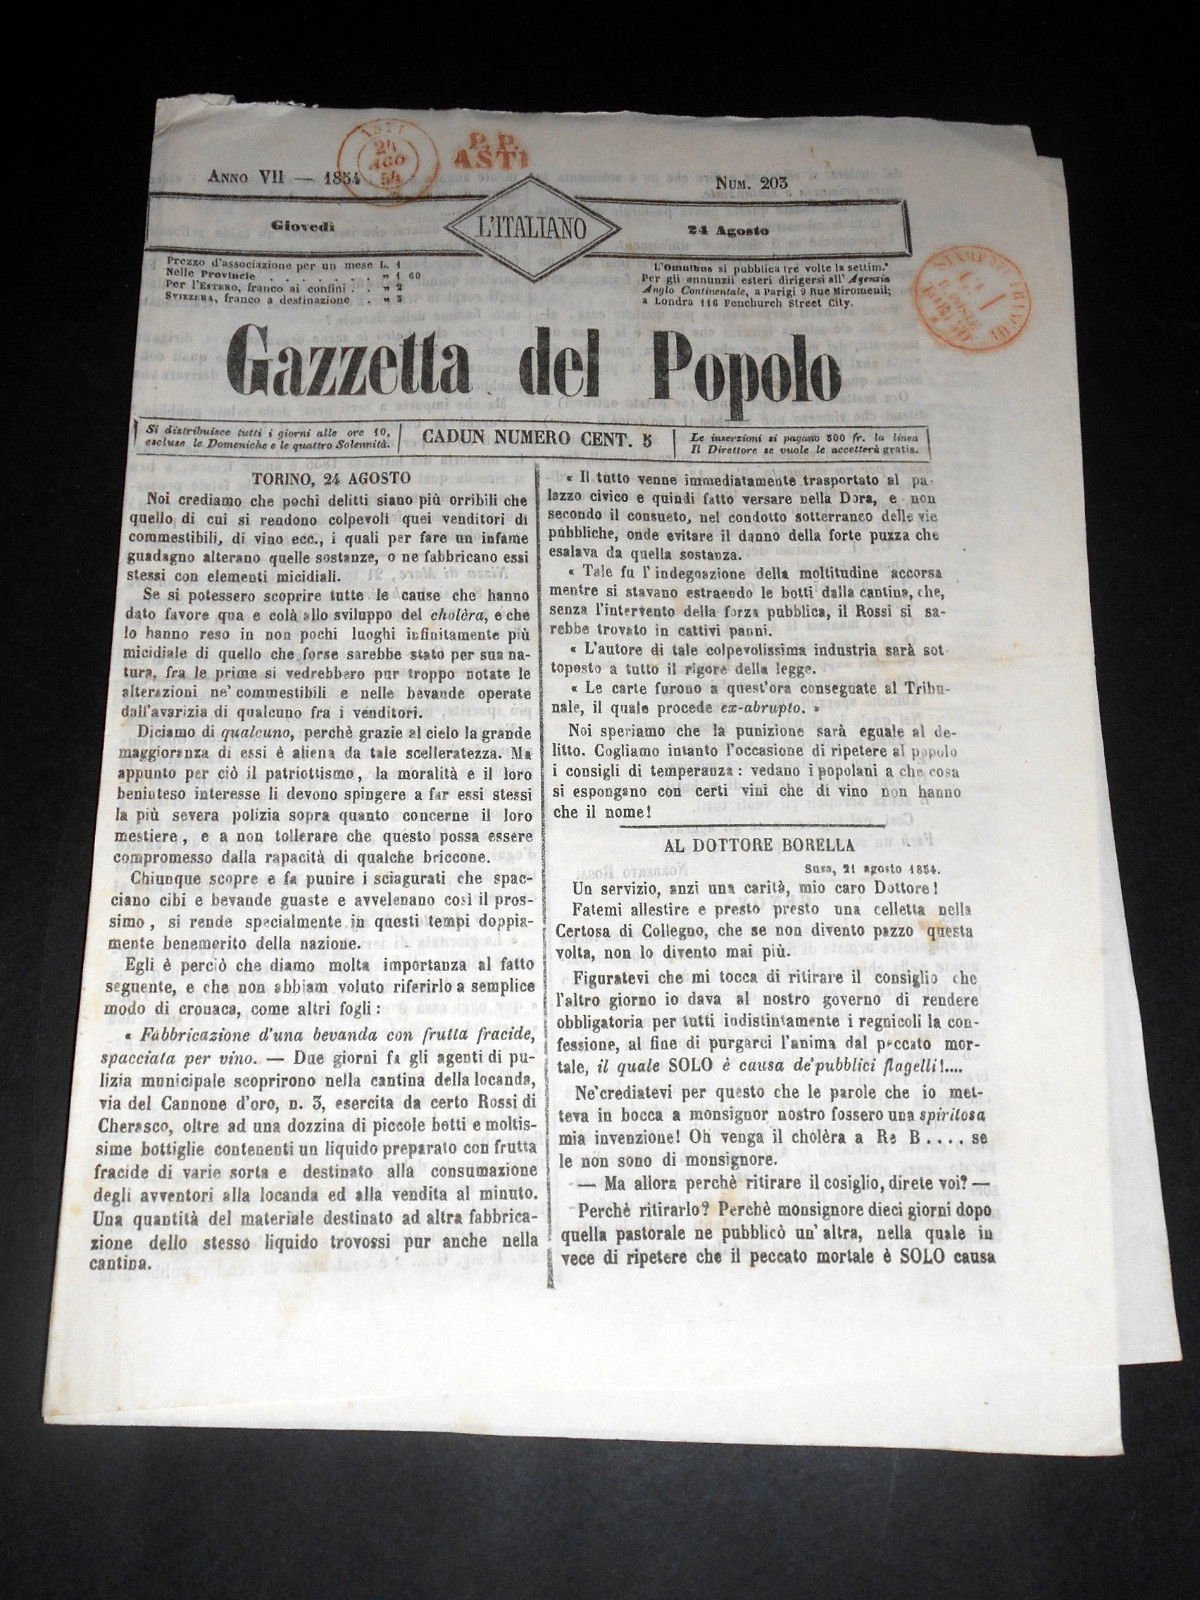 ASTI
24
AGO
54
P. P.
ASTI
ANNO VII — 1854
NUM. 203
Giovedì
L'ITALIANO
24 Agosto
Prezzo d'associazione per un mese L. 1
Nelle Provincie . . . . " 1 60
Per l'ESTERO, franco ai confini . . " 2
SVIZZERA, franco a destinazione . . " 3
L'Omnibus si pubblica tre volte la settim.ª
Per gli annunzii esteri dirigersi all' Agenzia
Anglo Continentale, a Parigi 9 Rue Miromeuil;
a Londra 116 Fenchurch Street City.
Gazzetta del Popolo
Si distribuisce tutti i giorni alle ore 10,
escluse le Domeniche e le quattro Solennità.
CADUN NUMERO CENT. 5
Le inserzioni si pagano 500 fr. la linea
Il Direttore se vuole le accetterà gratis.
TORINO, 24 AGOSTO
Noi crediamo che pochi delitti siano più orribili che
quello di cui si rendono colpevoli quei venditori di
commestibili, di vino ecc., i quali per fare un infame
guadagno alterano quelle sostanze, o ne fabbricano essi
stessi con elementi micidiali.
Se si potessero scoprire tutte le cause che hanno
dato favore qua e colà allo sviluppo del cholèra, e che
lo hanno reso in non pochi luoghi infinitamente più
micidiale di quello che forse sarebbe stato per sua na-
tura, fra le prime si vedrebbero pur troppo notate le
alterazioni ne' commestibili e nelle bevande operate
dall'avarizia di qualcuno fra i venditori.
Diciamo di qualcuno, perchè grazie al cielo la grande
maggioranza di essi è aliena da tale scelleratezza. Ma
appunto per ciò il patriottismo, la moralità e il loro
beninteso interesse li devono spingere a far essi stessi
la più severa polizia sopra quanto concerne il loro
mestiere, e a non tollerare che questo possa essere
compromesso dalla rapacità di qualche briccone.
Chiunque scopre e fa punire i sciagurati che spac-
ciano cibi e bevande guaste e avvelenano così il pros-
simo, si rende specialmente in questi tempi doppia-
mente benemerito della nazione.
Egli è perciò che diamo molta importanza al fatto
seguente, e che non abbiam voluto riferirlo a semplice
modo di cronaca, come altri fogli:
« Fabbricazione d'una bevanda con frutta fracide,
spacciata per vino. — Due giorni fa gli agenti di pu-
lizia municipale scoprirono nella cantina della locanda,
via del Cannone d'oro, n. 3, esercita da certo Rossi di
Cherasco, oltre ad una dozzina di piccole botti e moltis-
sime bottiglie contenenti un liquido preparato con frutta
fracide di varie sorta e destinato alla consumazione
degli avventori alla locanda ed alla vendita al minuto.
Una quantità del materiale destinato ad altra fabbrica-
zione dello stesso liquido trovossi pur anche nella
cantina.
« Il tutto venne immediatamente trasportato al pa-
lazzo civico e quindi fatto versare nella Dora, e non
secondo il consueto, nel condotto sotterraneo delle vie
pubbliche, onde evitare il danno della forte puzza che
esalava da quella sostanza.
« Tale fu l'indegnazione della moltitudine accorsa
mentre si stavano estraendo le botti dalla cantina, che,
senza l'intervento della forza pubblica, il Rossi si sa-
rebbe trovato in cattivi panni.
« L'autore di tale colpevolissima industria sarà sot-
toposto a tutto il rigore della legge.
« Le carte furono a quest'ora consegnate al Tribu-
nale, il quale procede ex-abrupto. »
Noi speriamo che la punizione sarà eguale al de-
litto. Cogliamo intanto l'occasione di ripetere al popolo
i consigli di temperanza: vedano i popolani a che cosa
si espongano con certi vini che di vino non hanno
che il nome!
AL DOTTORE BORELLA
Susa, 21 agosto 1854.
Un servizio, anzi una carità, mio caro Dottore!
Fatemi allestire e presto presto una celletta nella
Certosa di Collegno, che se non divento pazzo questa
volta, non lo divento mai più.
Figuratevi che mi tocca di ritirare il consiglio che
l'altro giorno io dava al nostro governo di rendere
obbligatoria per tutti indistintamente i regnicoli la con-
fessione, al fine di purgarci l'anima dal peccato mor-
tale, il quale SOLO è causa de' pubblici flagelli!....
Ne' crediatevi per questo che le parole che io met-
teva in bocca a monsignor nostro fossero una spiritosa
mia invenzione! Oh venga il cholèra a Re B.... se
le non sono di monsignore.
— Ma allora perchè ritirare il cosiglio, direte voi? —
Perchè ritirarlo? Perchè monsignore dieci giorni dopo
quella pastorale ne pubblicò un' altra, nella quale in
vece di ripetere che il peccato mortale è SOLO causa